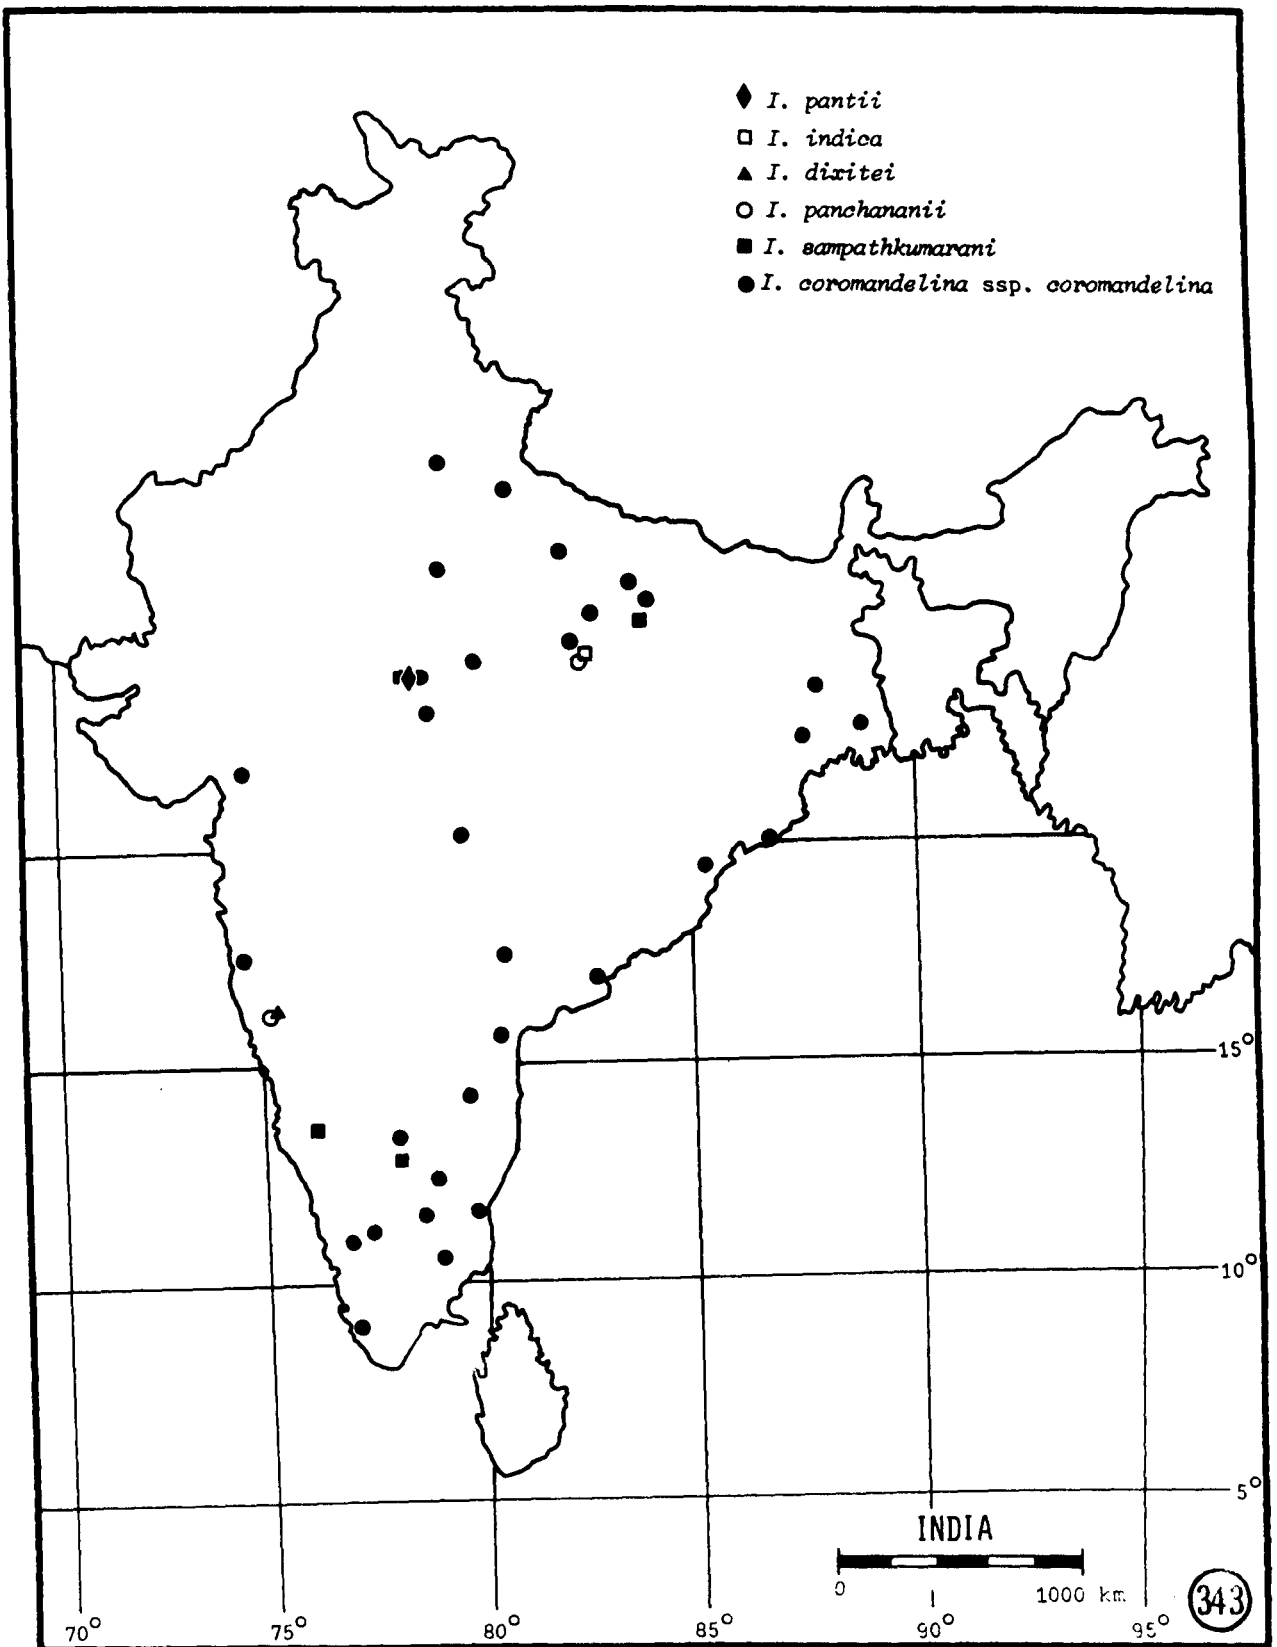 I. pantii
I. indica
I. dixitei
I. panchananii
I. sampathkumarani
I. coromandelina ssp. coromandelina
15°
10°
5°
INDIA
0 1000 km
343
70° 75° 80° 85° 90° 95°